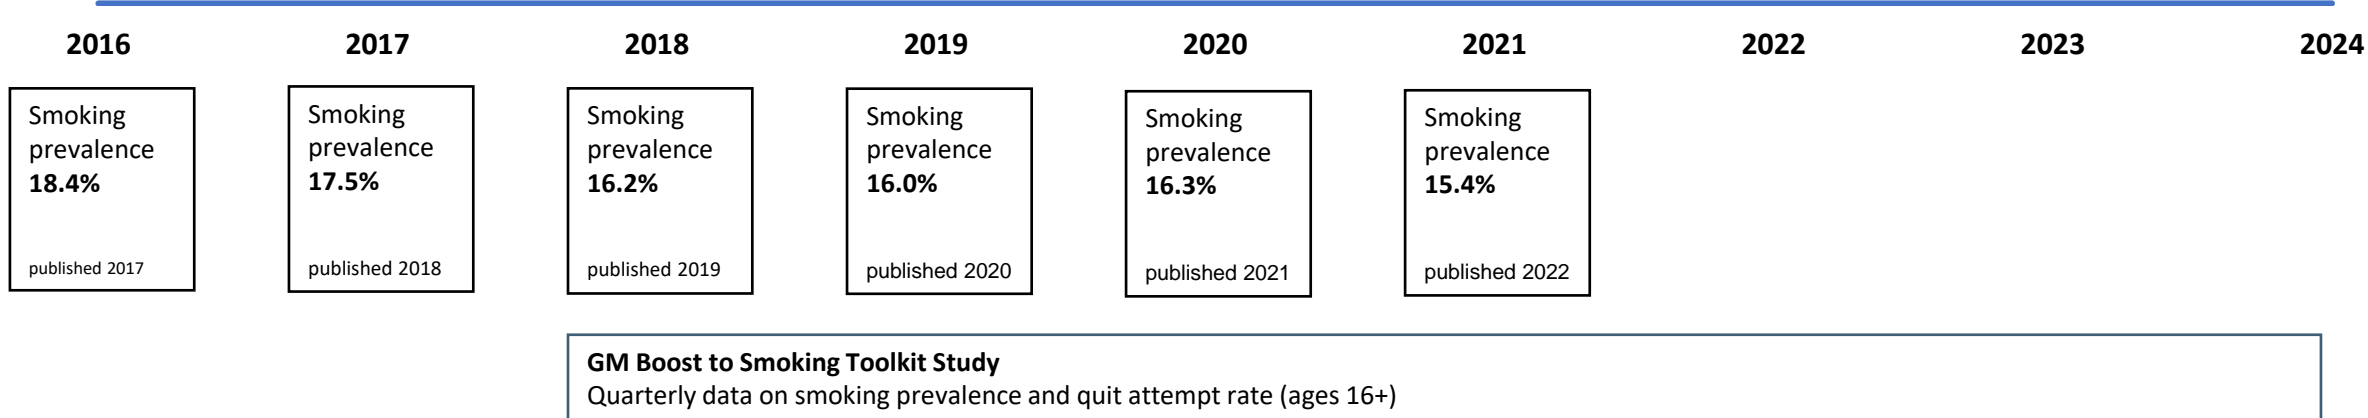 2016 2017 2018 2019 2020 2021 2022 2023 2024
Smoking
prevalence
18.4%
published 2017
Smoking
prevalence
17.5%
published 2018
Smoking
prevalence
16.2%
published 2019
Smoking
prevalence
16.0%
published 2020
Smoking
prevalence
16.3%
published 2021
Smoking
prevalence
15.4%
published 2022
GM Boost to Smoking Toolkit Study
Quarterly data on smoking prevalence and quit attempt rate (ages 16+)